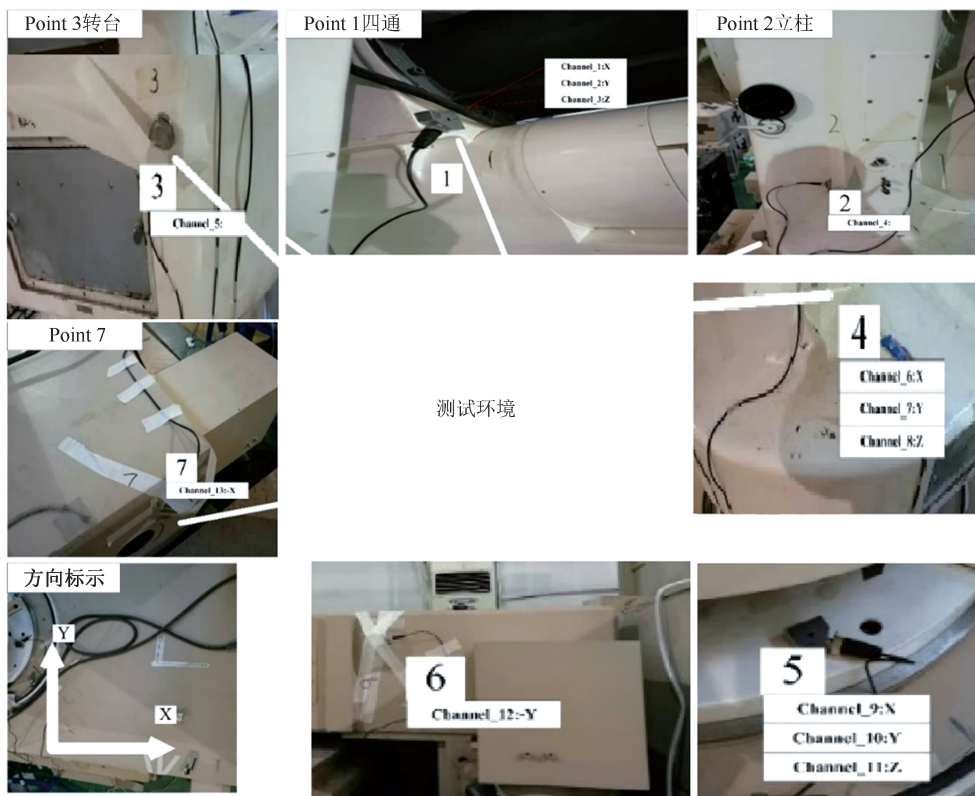 Point 3转台
3
3
Channel_5:
Point 1四通
Channel_1:X
Channel_2:Y
Channel_3:Z
1
Point 2立柱
2
2
Channel_4:
Point 7
7
7
Channel_13:-X
测试环境
4
Channel_6:X
Channel_7:Y
Channel_8:Z
方向标示
Y
X
6
Channel_12:-Y
5
Channel_9:X
Channel_10:Y
Channel_11:Z